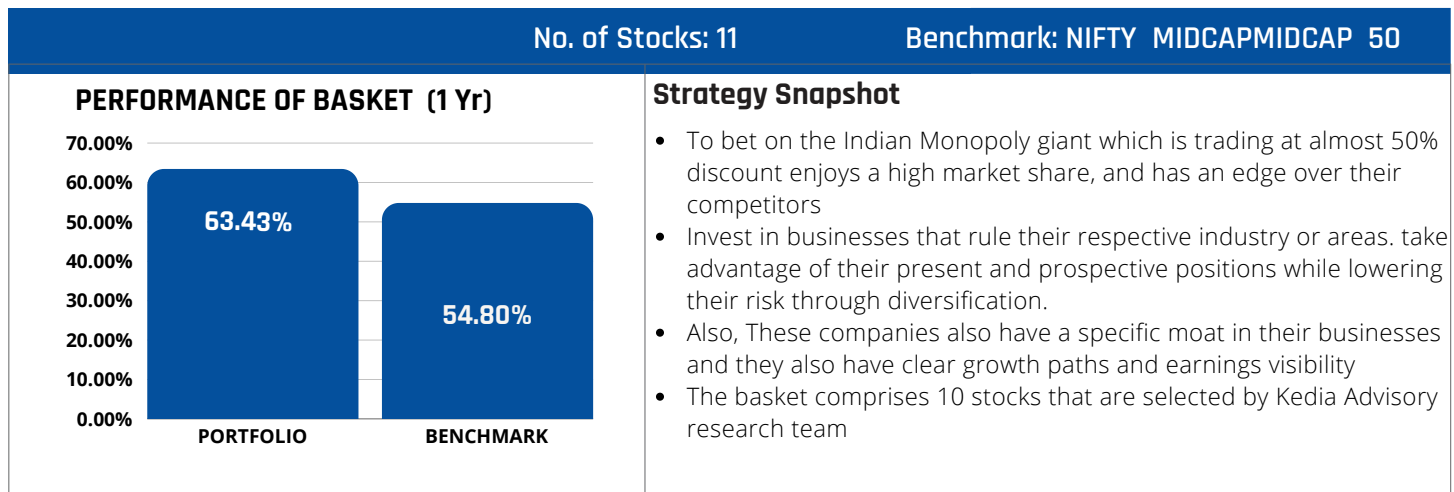 No. of Stocks: 11 Benchmark: NIFTY MIDCAPMIDCAP 50
PERFORMANCE OF BASKET (1 Yr)
70.00%
60.00%
50.00%
40.00%
30.00%
20.00%
10.00%
0.00%
63.43%
54.80%
PORTFOLIO BENCHMARK
Strategy Snapshot
• To bet on the Indian Monopoly giant which is trading at almost 50%
discount enjoys a high market share, and has an edge over their
competitors
• Invest in businesses that rule their respective industry or areas. take
advantage of their present and prospective positions while lowering
their risk through diversification.
• Also, These companies also have a specific moat in their businesses
and they also have clear growth paths and earnings visibility
• The basket comprises 10 stocks that are selected by Kedia Advisory
research team